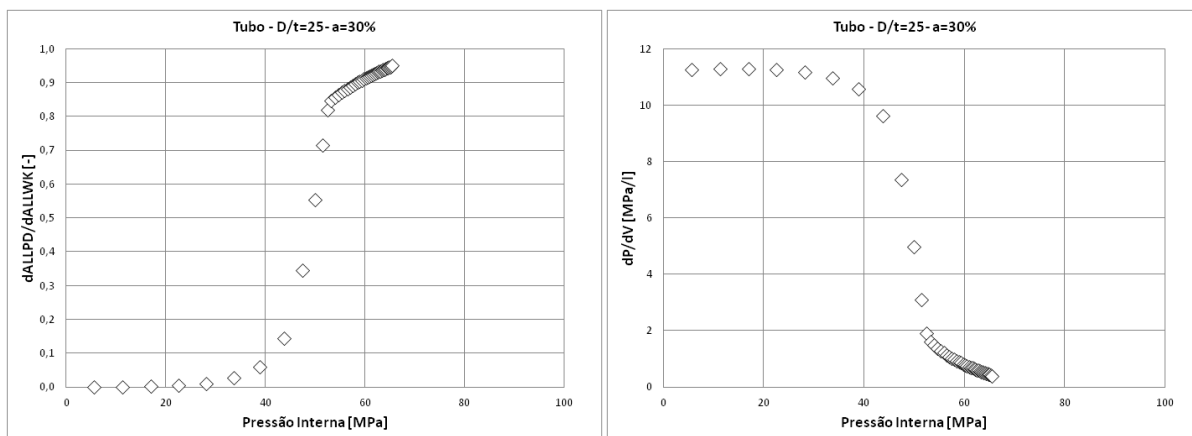 Tubo - D/t=25- a=30%
dALLPD/dALLWK [-]
1,0
0,9
0,8
0,7
0,6
0,5
0,4
0,3
0,2
0,1
0,0
0 20 40 60 80 100
Pressão Interna [MPa]
Tubo - D/t=25- a=30%
dP/dV [MPa/l]
12
10
8
6
4
2
0
0 20 40 60 80 100
Pressão Interna [MPa]